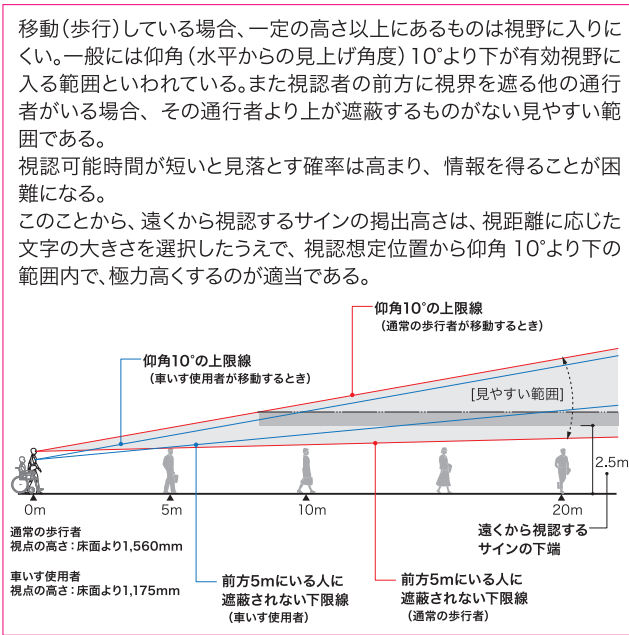 移動(歩行)している場合、一定の高さ以上にあるものは視野に入りに
くい。一般には仰角(水平からの見上げ角度)10°より下が有効視野に
入る範囲といわれている。また視認者の前方に視界を遮る他の通行
者がいる場合、その通行者より上が遮蔽するものがない見やすい範
囲である。
視認可能時間が短いと見落とす確率は高まり、情報を得ることが困
難になる。
このことから、遠くから視認するサインの掲出高さは、視距離に応じた
文字の大きさを選択したうえで、視認想定位置から仰角10°より下の
範囲内で、極力高くするのが適当である。
仰角10°の上限線
(通常の歩行者が移動するとき)
仰角10°の上限線
(車いす使用者が移動するとき)
[見やすい範囲]
2.5m
0m
5m
10m
20m
通常の歩行者
視点の高さ:床面より1,560mm
車いす使用者
視点の高さ:床面より1,175mm
前方5mにいる人に
遮蔽されない下限線
(車いす使用者)
前方5mにいる人に
遮蔽されない下限線
(通常の歩行者)
遠くから視認する
サインの下端